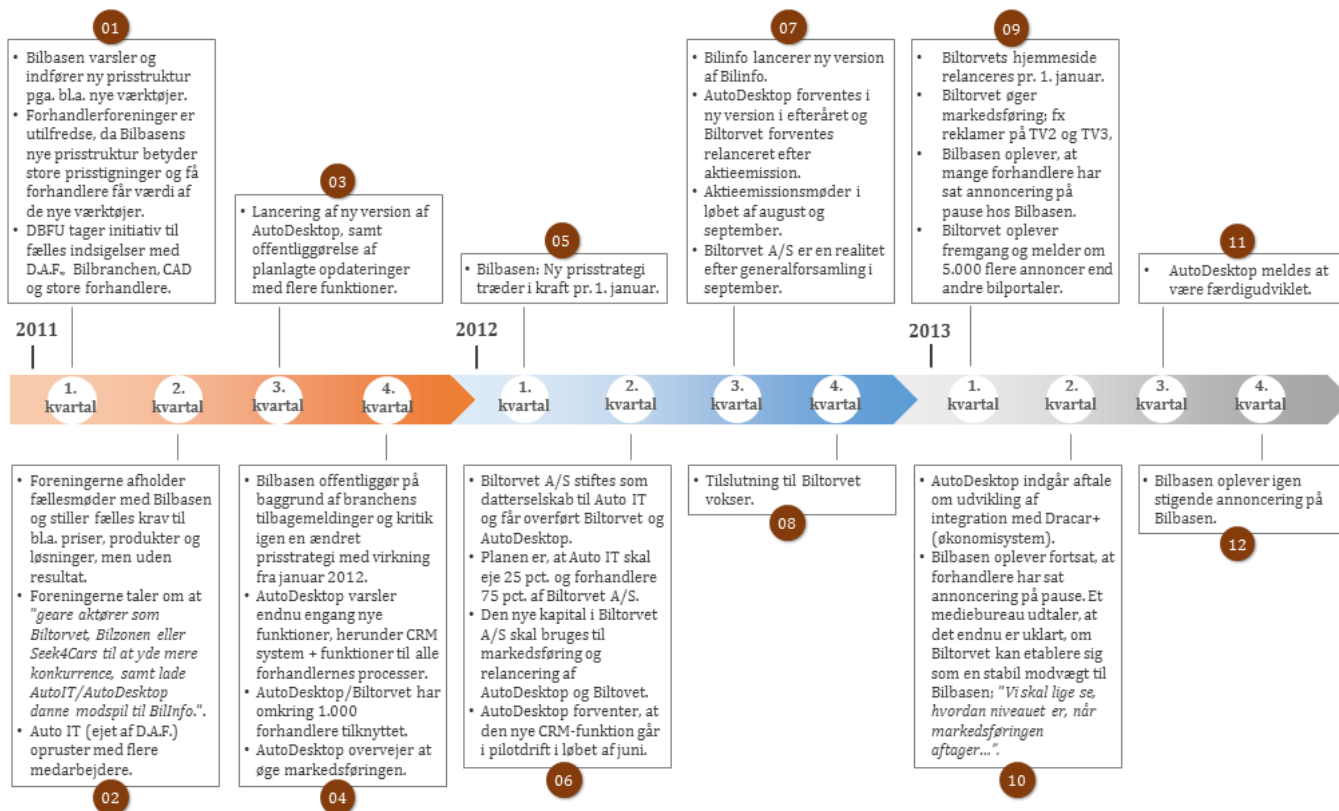 01
• Bilbasen varsler og
indfører ny prisstruktur
pga. bl.a. nye værktøjer.
• Forhandlerforeninger er
utilfredse, da Bilbasens
nye prisstruktur betyder
store prisstigninger og få
forhandlere får værdi af
de nye værktøjer.
• DBFU tager initiativ til
fælles indsigelser med
D.A.F., Bilbranchen, CAD
og store forhandlere.
03
• Lancering af ny version af
AutoDesktop, samt
offentliggørelse af
planlagte opdateringer
med flere funktioner.
05
• Bilbasen: Ny prisstrategi
træder i kraft pr. 1. januar.
07
• Bilinfo lancerer ny version
af Bilinfo.
• AutoDesktop forventes i
ny version i efteråret og
Biltorvet forventes
relanceret efter
aktieemission.
• Aktieemissionsmøder i
løbet af august og
september.
• Biltorvet A/S er en realitet
efter generalforsamling i
september.
09
• Biltorvets hjemmeside
relanceres pr. 1. januar.
• Biltorvet øger
markedsføring; fx
reklamer på TV2 og TV3,
• Bilbasen oplever, at
mange forhandlere har
sat annoncering på
pause hos Bilbasen.
• Biltorvet oplever
fremgang og melder om
5.000 flere annoncer end
andre bilportaler.
11
• AutoDesktop meldes at
være færdigudviklet.
2011
2012
2013
1.
kvartal
2.
kvartal
3.
kvartal
4.
kvartal
1.
kvartal
2.
kvartal
3.
kvartal
4.
kvartal
1.
kvartal
2.
kvartal
3.
kvartal
4.
kvartal
• Foreningerne afholder
fællesmøder med Bilbasen
og stiller fælles krav til
bl.a. priser, produkter og
løsninger, men uden
resultat.
• Foreningerne taler om at
"geare aktører som
Biltorvet, Bilzonen eller
Seek4Cars til at yde mere
konkurrence, samt lade
AutoIT/AutoDesktop
danne modspil til BilInfo.".
• Auto IT (ejet af D.A.F.)
opruster med flere
medarbejdere.
02
• Bilbasen offentliggør på
baggrund af branchens
tilbagemeldinger og kritik
igen en ændret
prisstrategi med virkning
fra januar 2012.
• AutoDesktop varsler
endnu engang nye
funktioner, herunder CRM
system + funktioner til alle
forhandlernes processer.
• AutoDesktop/Biltorvet har
omkring 1.000
forhandlere tilknyttet.
• AutoDesktop overvejer at
øge markedsføringen.
04
• Biltorvet A/S stiftes som
datterselskab til Auto IT
og får overført Biltorvet og
AutoDesktop.
• Planen er, at Auto IT skal
eje 25 pct. og forhandlere
75 pct. af Biltorvet A/S.
• Den nye kapital i Biltorvet
A/S skal bruges til
markedsføring og
relancering af
AutoDesktop og Biltovet.
• AutoDesktop forventer, at
den nye CRM-funktion går
i pilotdrift i løbet af juni.
06
• Tilslutning til Biltorvet
vokser.
08
• AutoDesktop indgår aftale
om udvikling af
integration med Dracar+
(økonomisystem).
• Bilbasen oplever fortsat, at
forhandlere har sat
annoncering på pause. Et
mediebureau udtaler, at
det endnu er uklart, om
Biltorvet kan etablere sig
som en stabil modvægt til
Bilbasen; "Vi skal lige se,
hvordan niveauet er, når
markedsføringen
aftager…".
10
• Bilbasen oplever igen
stigende annoncering på
Bilbasen.
12